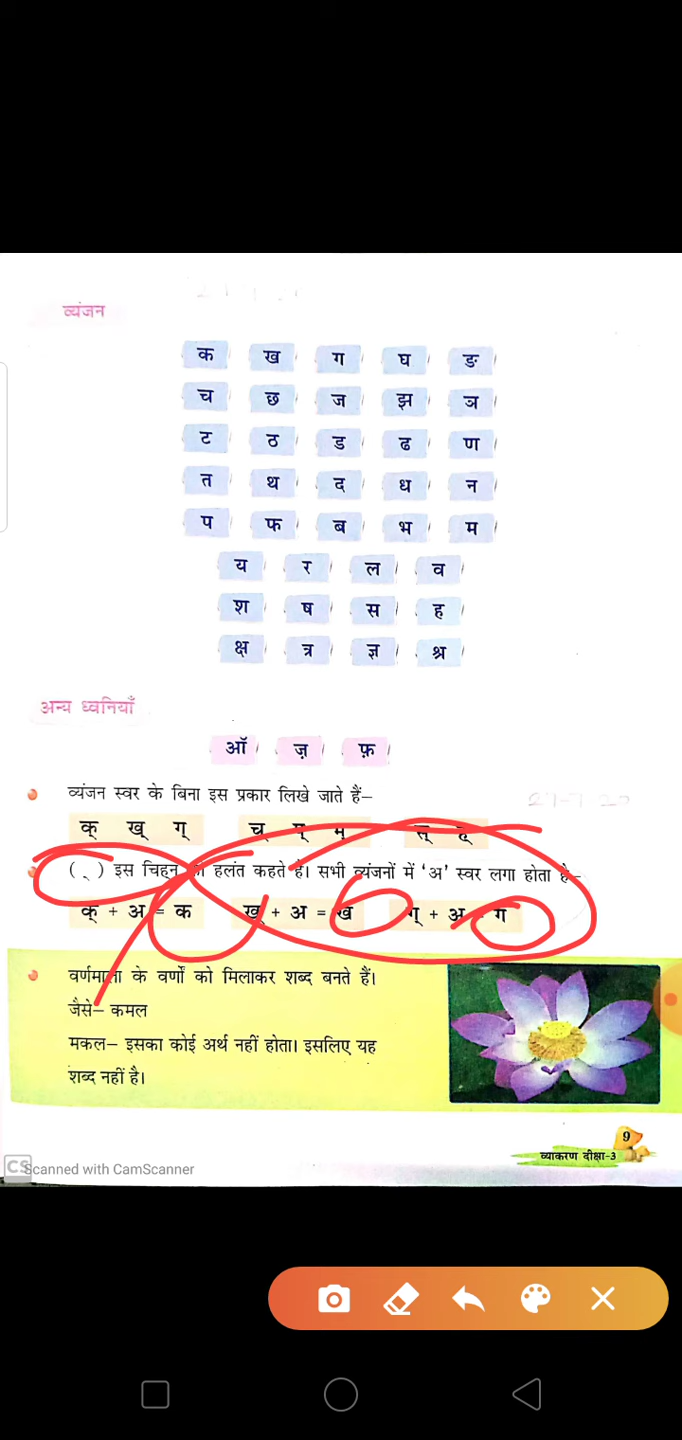 व्यंजन
क ख ग घ ङ
च छ ज झ ञ
ट ठ ड ढ ण
त थ द ध न
प फ ब भ म
य र ल व
श ष स ह
क्ष त्र ज्ञ श्र
अन्य ध्वनियाँ
ऑ ज़ फ़
व्यंजन स्वर के बिना इस प्रकार लिखे जाते हैं–
क् ख् ग् च् प् म् स् ह्
( ् ) इस चिह्न को हलंत कहते हैं। सभी व्यंजनों में ‘अ’ स्वर लगा होता है–
क् + अ = क ख् + अ = ख ग् + अ = ग
वर्णमाला के वर्णों को मिलाकर शब्द बनते हैं।
जैसे– कमल
मकल– इसका कोई अर्थ नहीं होता। इसलिए यह
शब्द नहीं है।
9
व्याकरण दीक्षा-3
CS Scanned with CamScanner